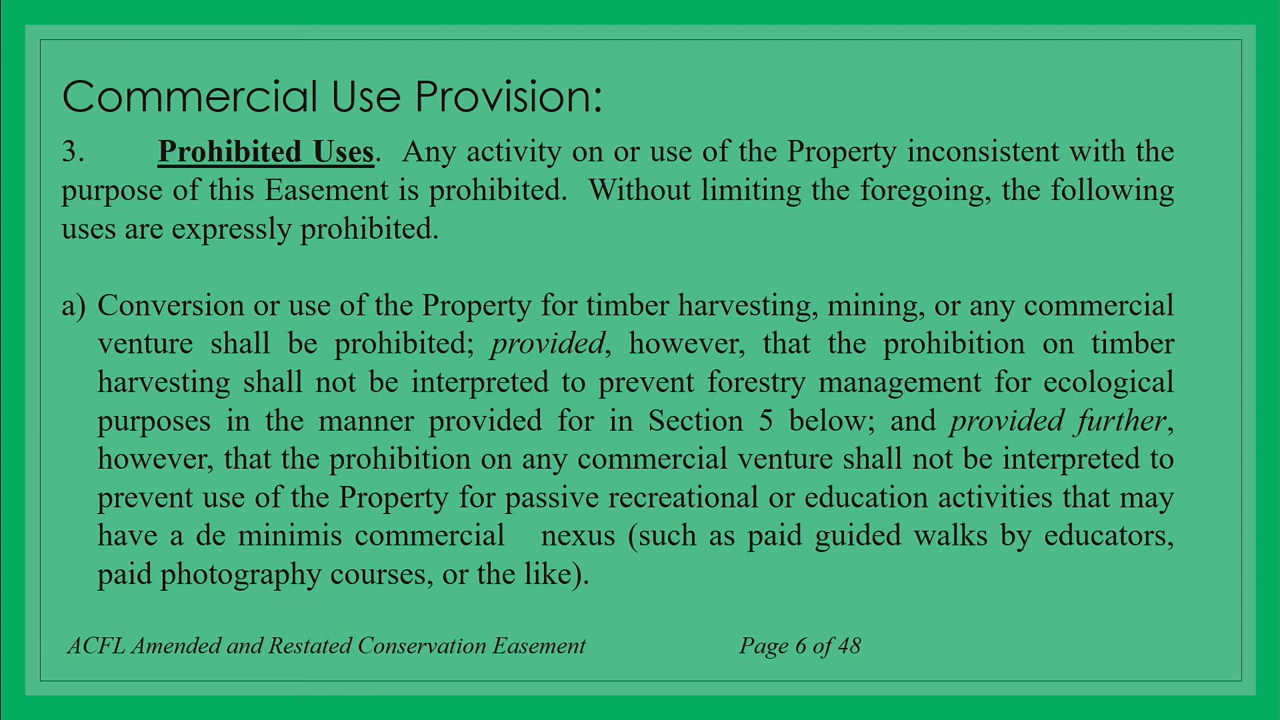 Commercial Use Provision:
3. Prohibited Uses. Any activity on or use of the Property inconsistent with the
purpose of this Easement is prohibited. Without limiting the foregoing, the following
uses are expressly prohibited.
a) Conversion or use of the Property for timber harvesting, mining, or any commercial
venture shall be prohibited; provided, however, that the prohibition on timber
harvesting shall not be interpreted to prevent forestry management for ecological
purposes in the manner provided for in Section 5 below; and provided further,
however, that the prohibition on any commercial venture shall not be interpreted to
prevent use of the Property for passive recreational or education activities that may
have a de minimis commercial nexus (such as paid guided walks by educators,
paid photography courses, or the like).
ACFL Amended and Restated Conservation Easement Page 6 of 48